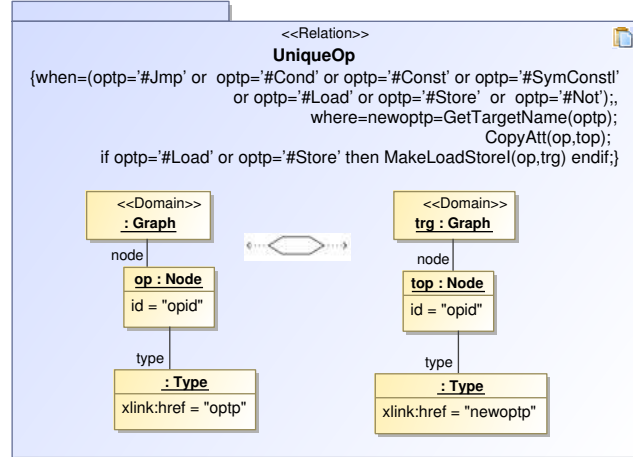 <<Relation>>
UniqueOp
{when=(optp='#Jmp' or optp='#Cond' or optp='#Const' or optp='#SymConstl'
or optp='#Load' or optp='#Store' or optp='#Not');,
where=newoptp=GetTargetName(optp);
CopyAtt(op,top);
if optp='#Load' or optp='#Store' then MakeLoadStoreI(op,trg) endif;}
<<Domain>>
: Graph
node
op : Node
id = "opid"
type
: Type
xlink:href = "optp"
<<Domain>>
trg : Graph
node
top : Node
id = "opid"
type
: Type
xlink:href = "newoptp"